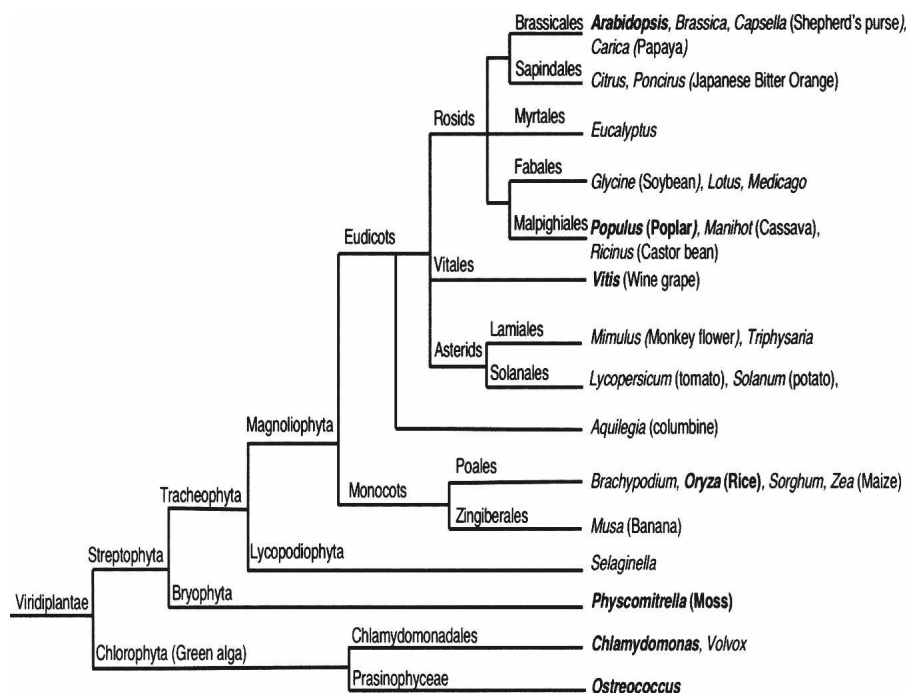 Brassicales Arabidopsis, Brassica, Capsella (Shepherd's purse),
Carica (Papaya)
Sapindales Citrus, Poncirus (Japanese Bitter Orange)
Rosids Myrtales
Eucalyptus
Fabales
Glycine (Soybean), Lotus, Medicago
Malpighiales Populus (Poplar), Manihot (Cassava),
Ricinus (Castor bean)
Eudicots
Vitales
Vitis (Wine grape)
Lamiales
Mimulus (Monkey flower), Triphysaria
Asterids
Solanales
Lycopersicum (tomato), Solanum (potato),
Magnoliophyta
Aquilegia (columbine)
Poales
Brachypodium, Oryza (Rice), Sorghum, Zea (Maize)
Tracheophyta
Monocots
Zingiberales
Musa (Banana)
Streptophyta
Lycopodiophyta
Selaginella
Bryophyta
Viridiplantae
Physcomitrella (Moss)
Chlamydomonadales
Chlamydomonas, Volvox
Chlorophyta (Green alga)
Prasinophyceae
Ostreococcus